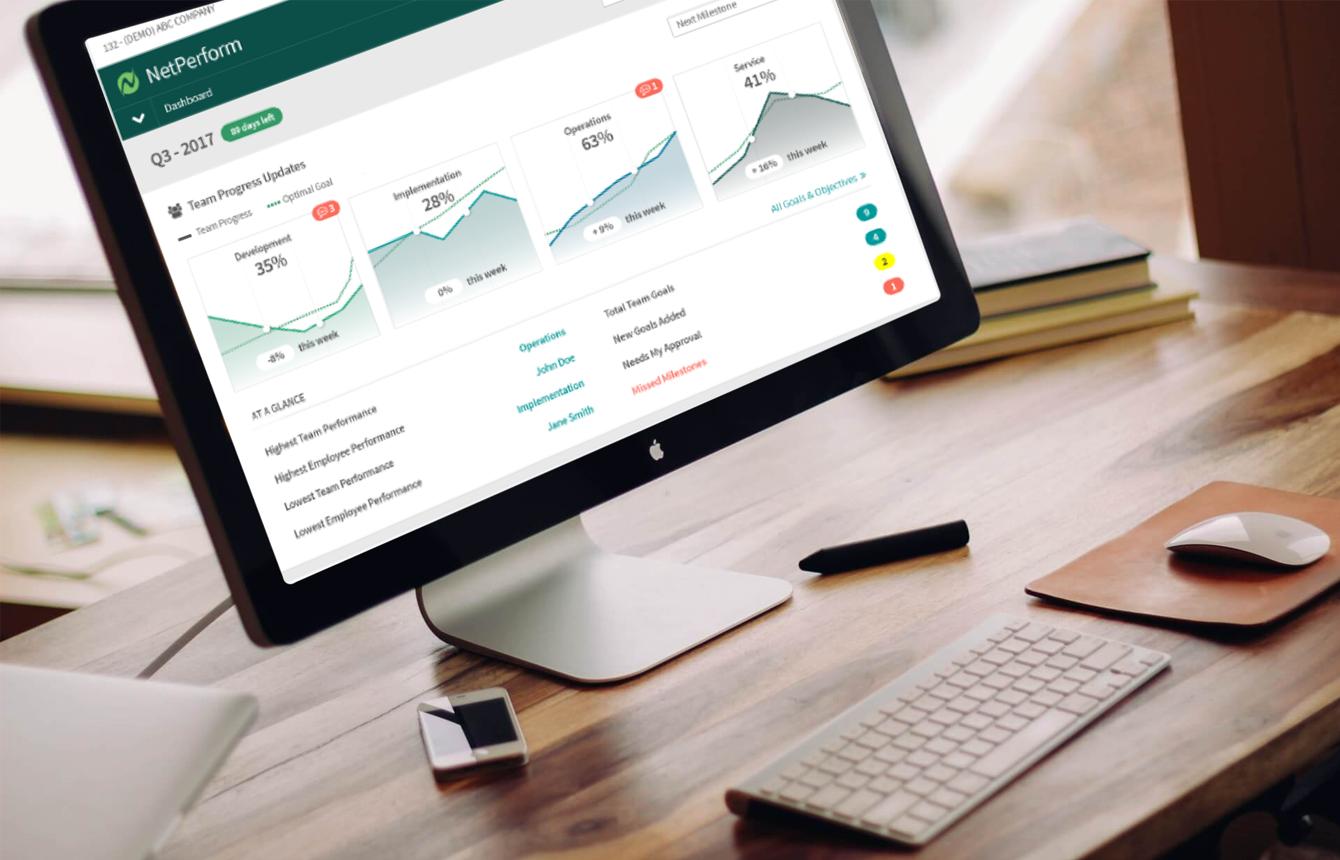 132 - (DEMO) ABC COMPANY
NetPerform
Dashboard
Q3 - 2017
89 days left
Next Milestone
Team Progress Updates
Team Progress
Optimal Goal
Development
35%
3
-8% this week
Implementation
28%
0% this week
Operations
63%
1
+ 9% this week
Service
41%
+ 16% this week
All Goals & Objectives »
AT A GLANCE
Highest Team Performance Operations
Highest Employee Performance John Doe
Lowest Team Performance Implementation
Lowest Employee Performance Jane Smith
Total Team Goals 9
New Goals Added 4
Needs My Approval 2
Missed Milestones 1